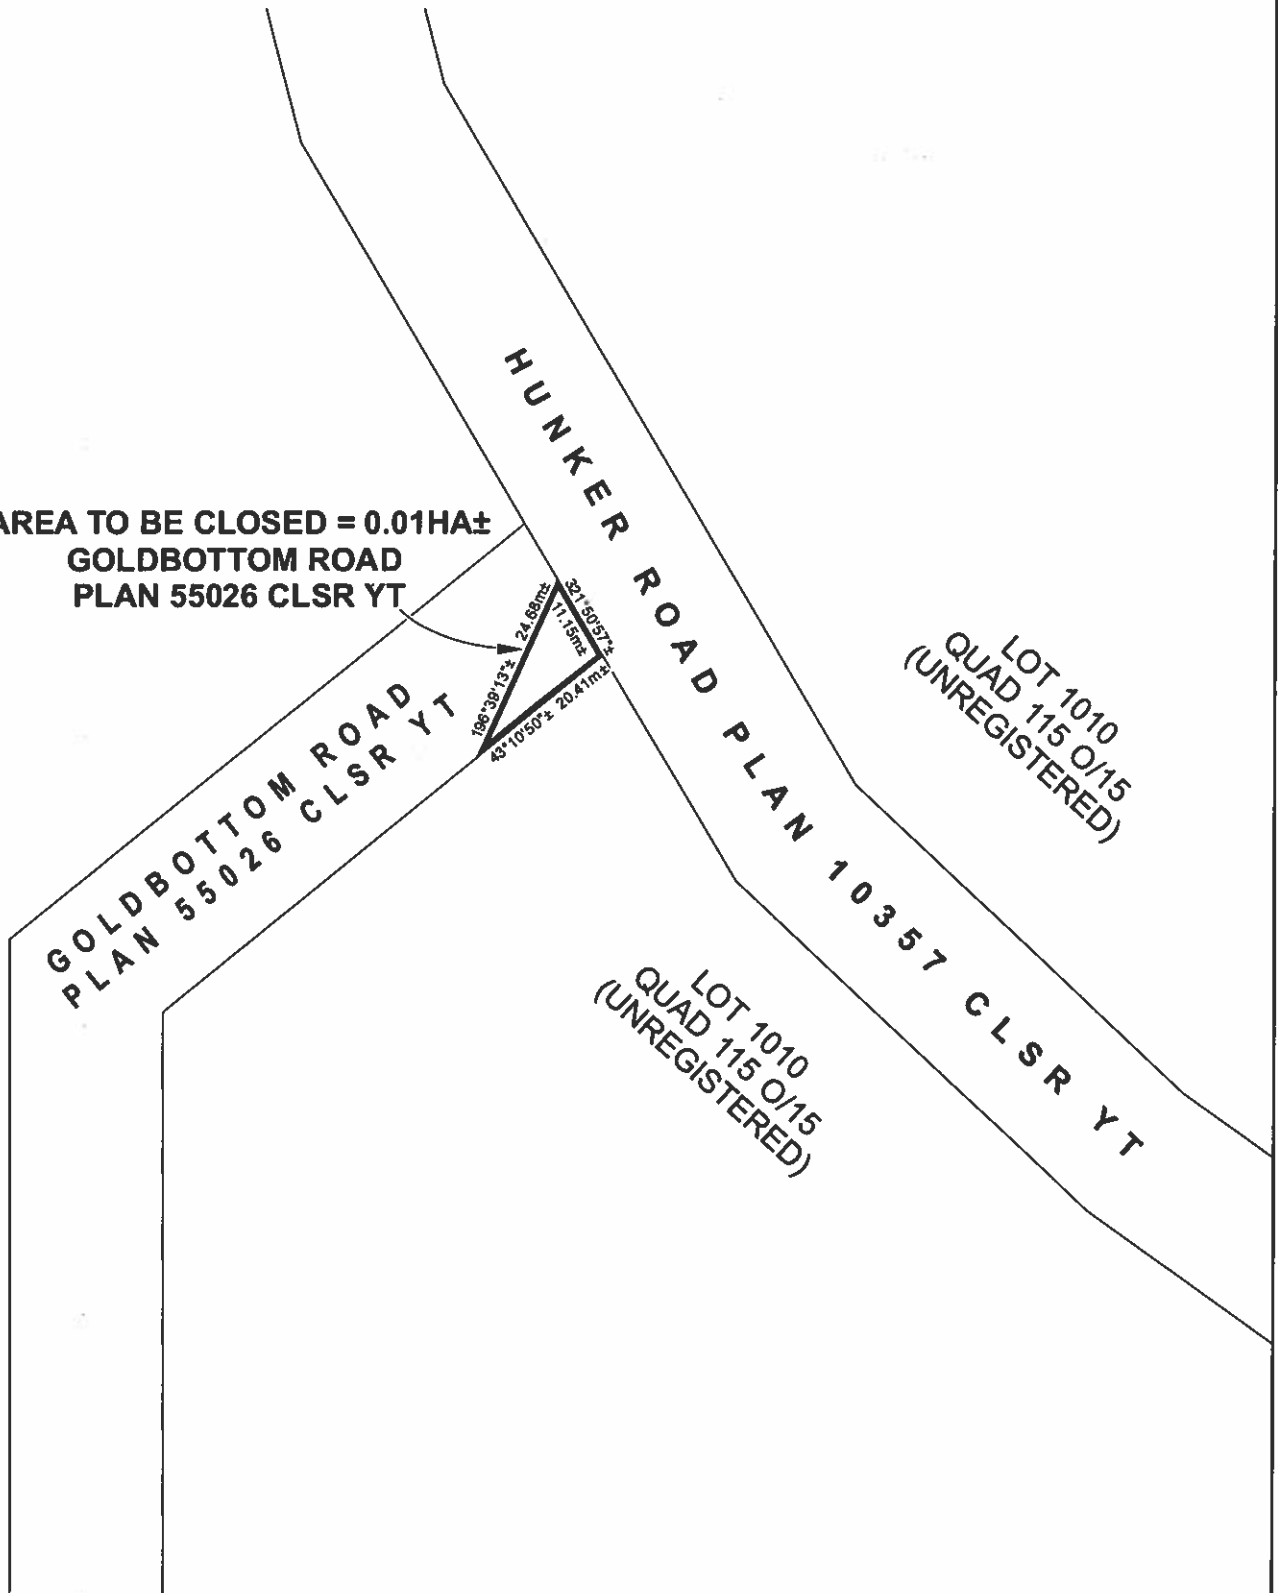 HUNKER ROAD PLAN 10357 CLSR YT
AREA TO BE CLOSED = 0.01HA±
GOLDBOTTOM ROAD
PLAN 55026 CLSR YT
24.68m±
196°39'13"±
321°50'57"±
11.15m±
43°10'50"± 20.41m±
GOLDBOTTOM ROAD
PLAN 55026 CLSR YT
LOT 1010
QUAD 115 O/15
(UNREGISTERED)
LOT 1010
QUAD 115 O/15
(UNREGISTERED)